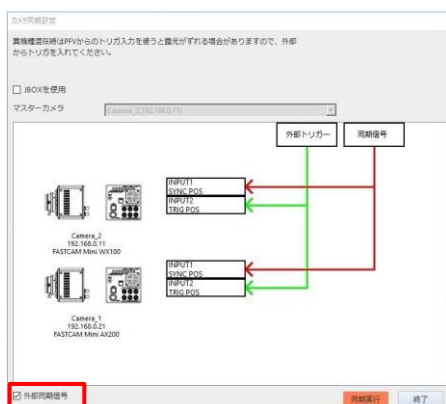 カメラ同期設定
異機種混在時はPFVからのトリガ入力を使うと露光がずれる場合がありますので、外部
からトリガを入れてください。
JBOXを使用
マスターカメラ
Camera_2(192.168.0.11)
外部トリガー
同期信号
INPUT1
SYNC POS
INPUT2
TRIG POS
Camera_2
192.168.0.11
FASTCAM Mini WX100
INPUT1
SYNC POS
INPUT2
TRIG POS
Camera_1
192.168.0.21
FASTCAM Mini AX200
外部同期信号
同期実行
終了